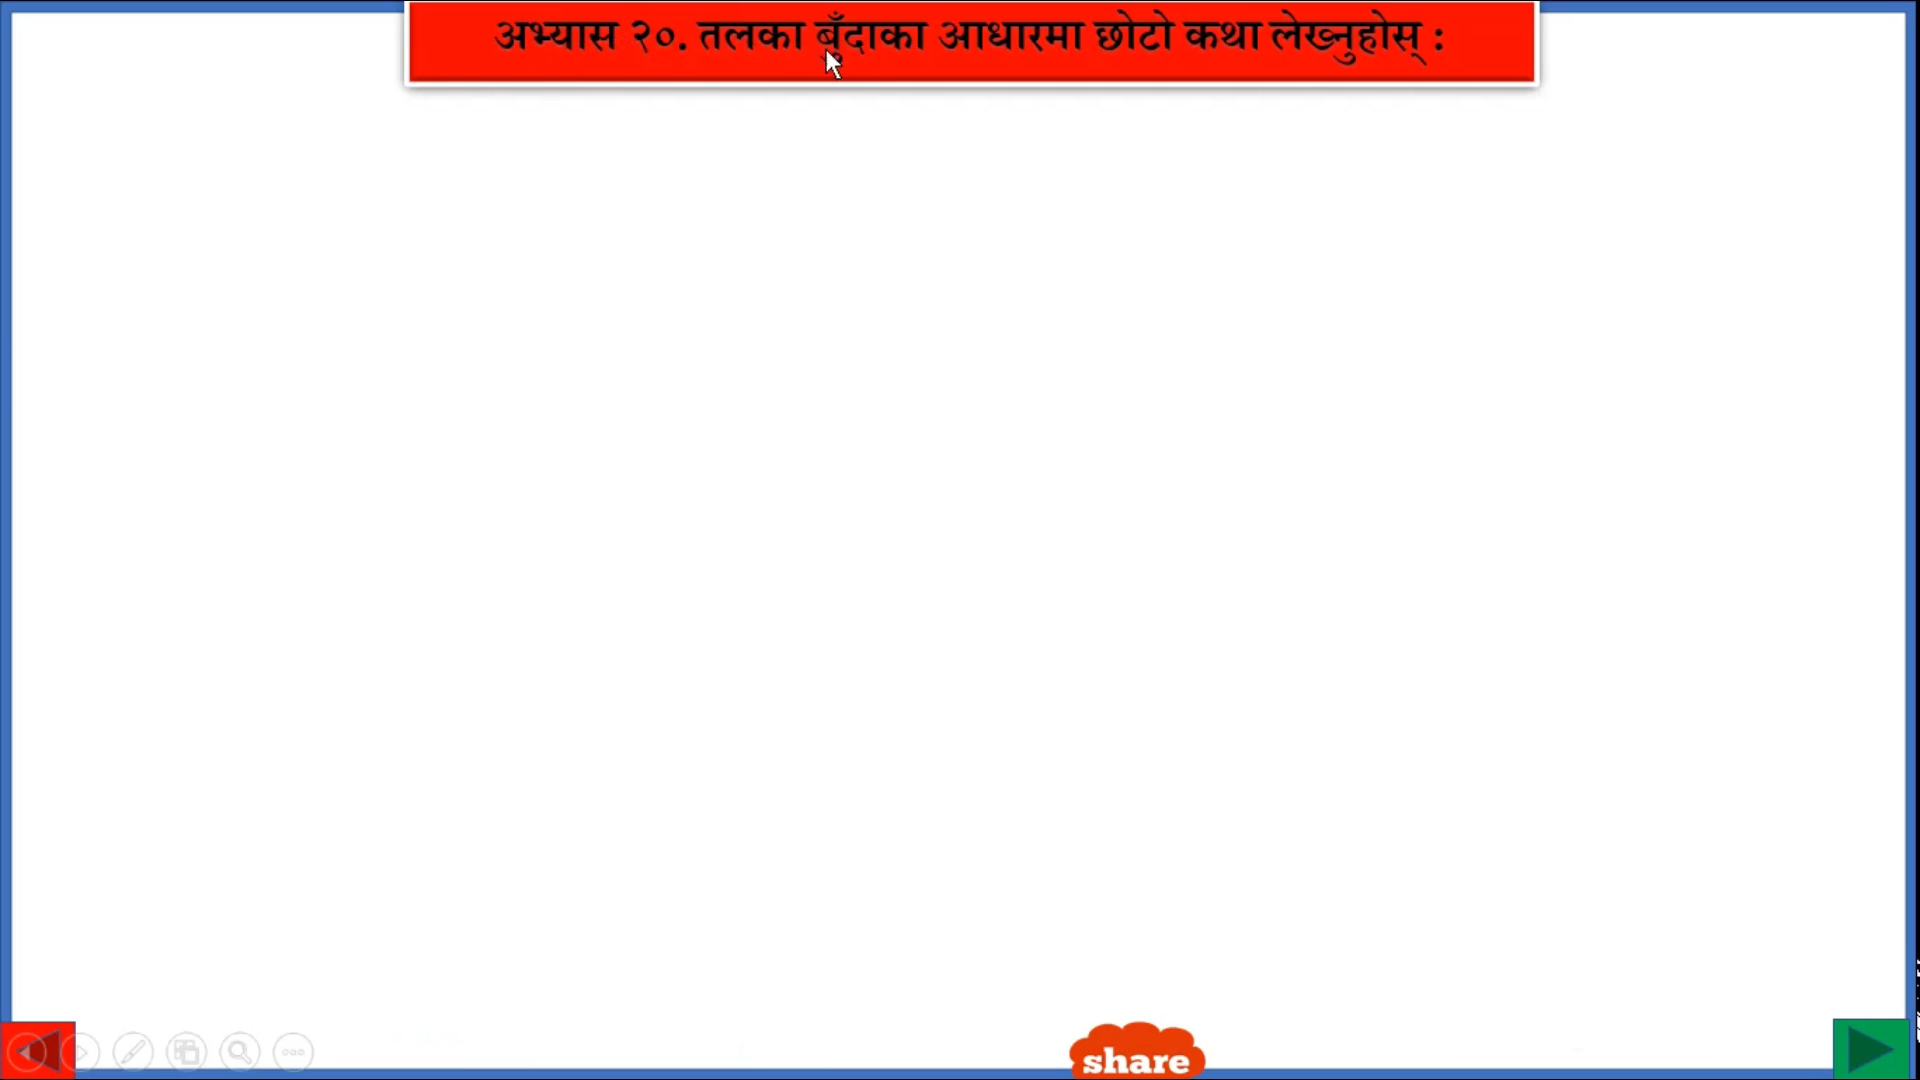 अभ्यास २०. तलका बुँदाका आधारमा छोटो कथा लेख्नुहोस् :
share